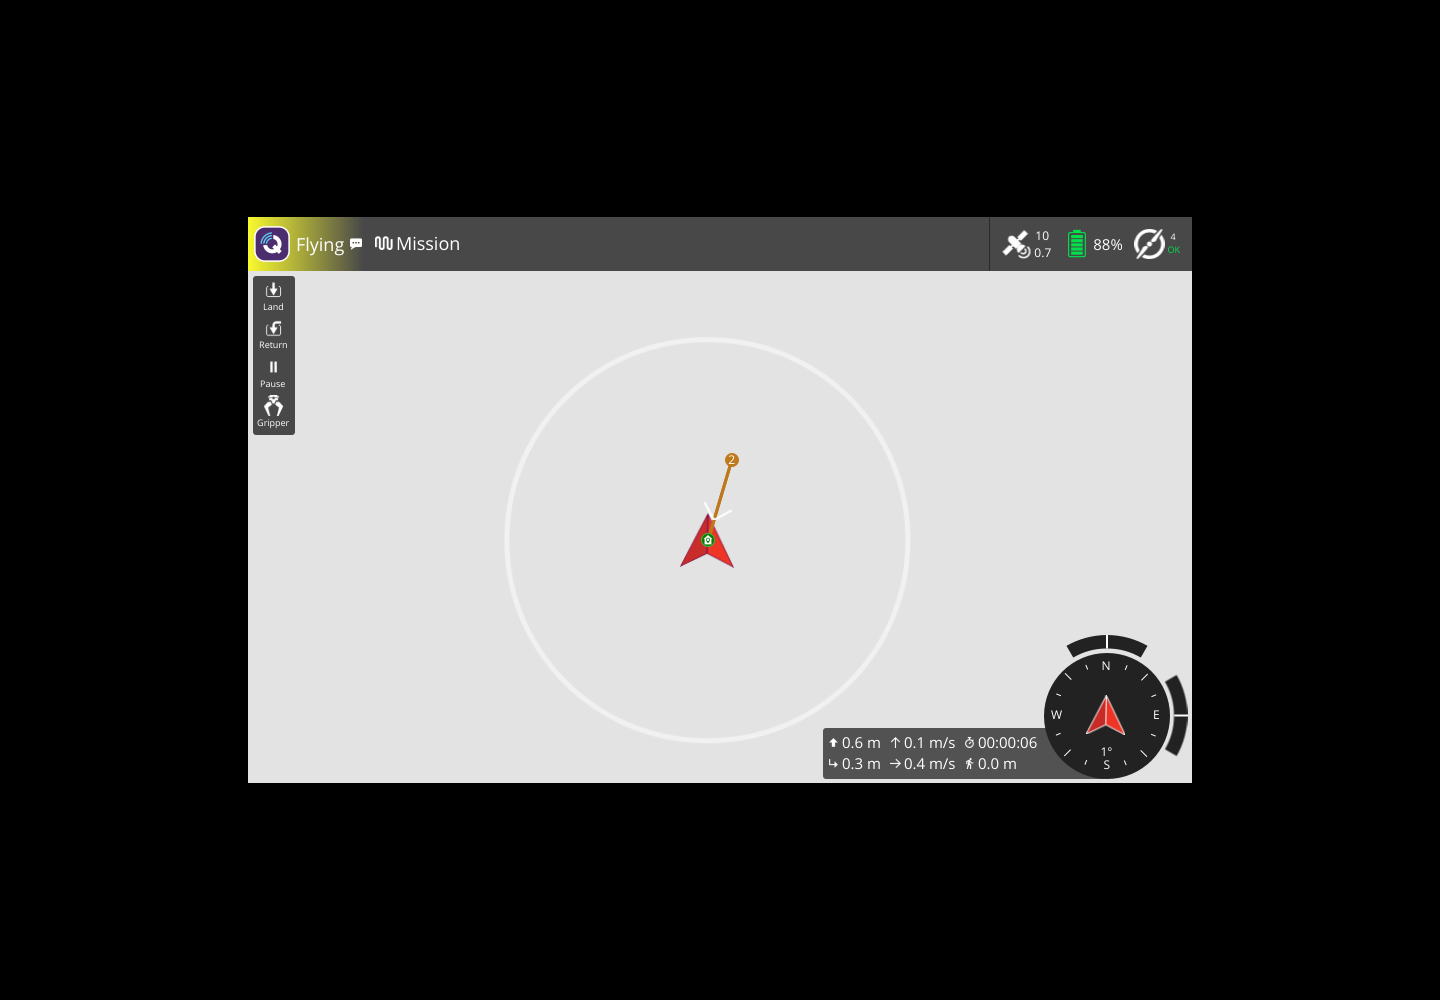 Flying Mission
10
0.7
88%
4
OK
Land
Return
Pause
Gripper
2
N
W E
1°
S
0.6 m 0.1 m/s 00:00:06
0.3 m 0.4 m/s 0.0 m